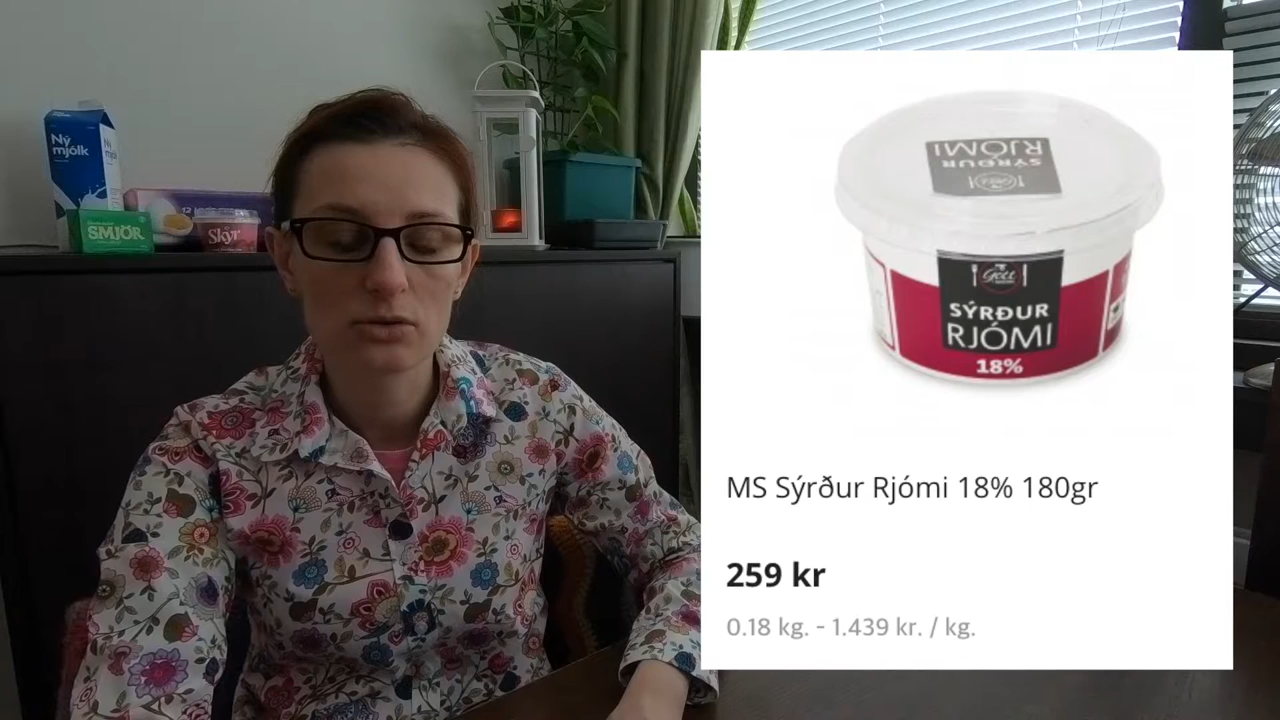 Ný
mjólk
SMJÖR
Skyr
RJÓMI
SÝRÐUR
Gott
SÝRÐUR
RJÓMI
18%
MS Sýrður Rjómi 18% 180gr
259 kr
0.18 kg. - 1.439 kr. / kg.